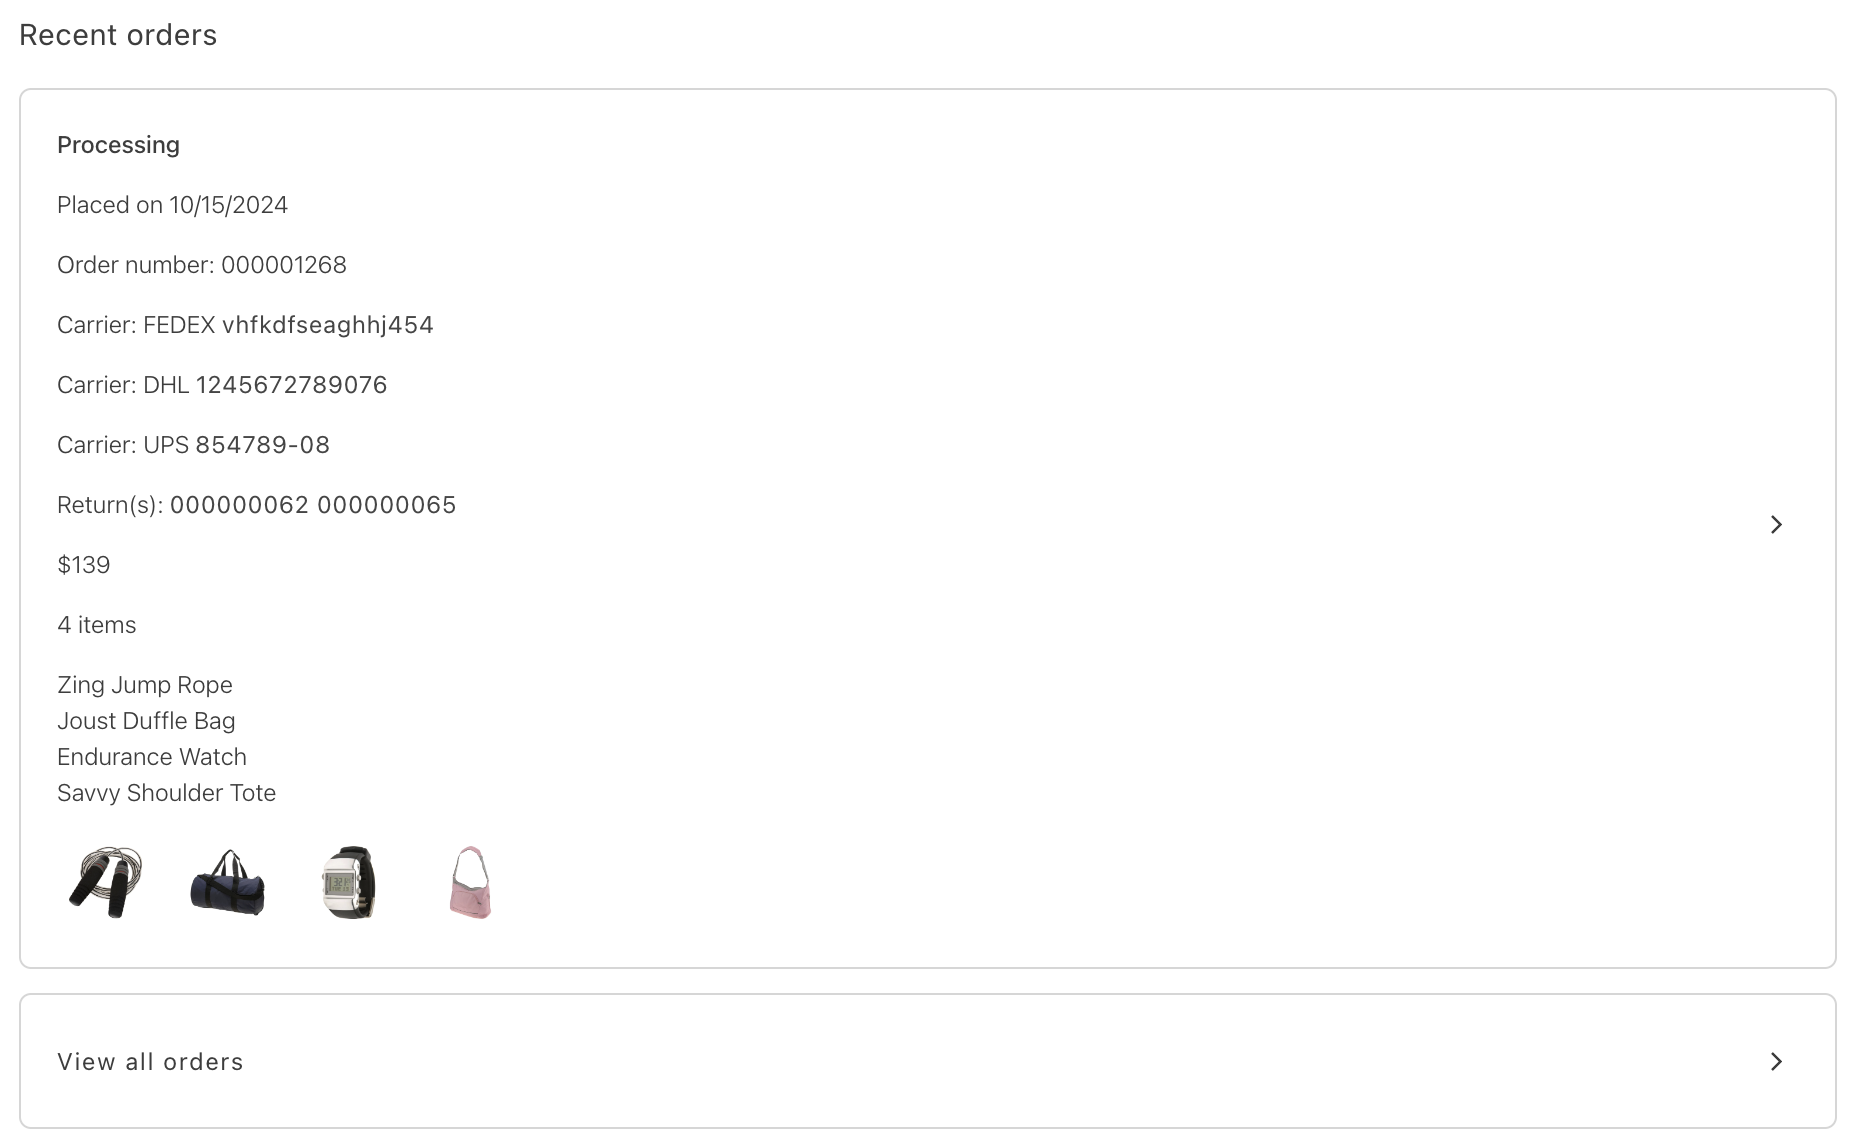 Recent orders
Processing
Placed on 10/15/2024
Order number: 000001268
Carrier: FEDEX vhfkdfseaghhj454
Carrier: DHL 1245672789076
Carrier: UPS 854789-08
Return(s): 000000062 000000065
$139
4 items
Zing Jump Rope
Joust Duffle Bag
Endurance Watch
Savvy Shoulder Tote
View all orders